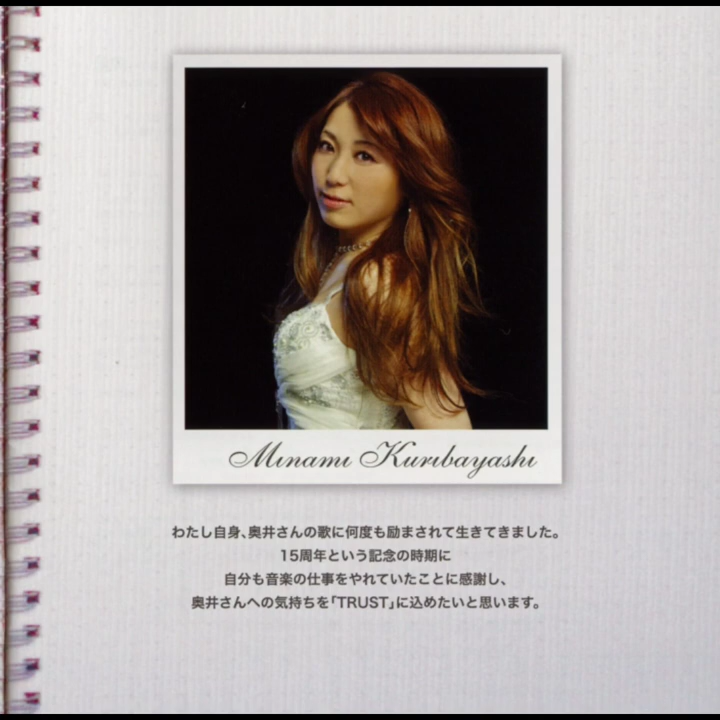 Minami Kuribayashi
わたし自身、奥井さんの歌に何度も励まされて生きてきました。
15周年という記念の時期に
自分も音楽の仕事をやれていたことに感謝し、
奥井さんへの気持ちを「TRUST」に込めたいと思います。